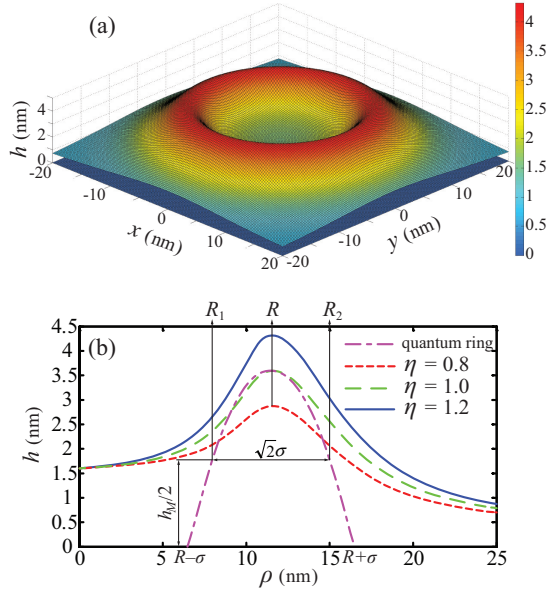 (a)
h (nm)
4
2
0
-20
-10
0
10
20
x (nm)
20
10
0
-10
-20
y (nm)
4
3.5
3
2.5
2
1.5
1
0.5
0
R1 R R2
(b)
h (nm)
4.5
4
3.5
3
2.5
2
1.5
1
0.5
0
quantum ring
η = 0.8
η = 1.0
η = 1.2
√2σ
hM/2
R−σ R+σ
0 5 10 15 20 25
ρ (nm)